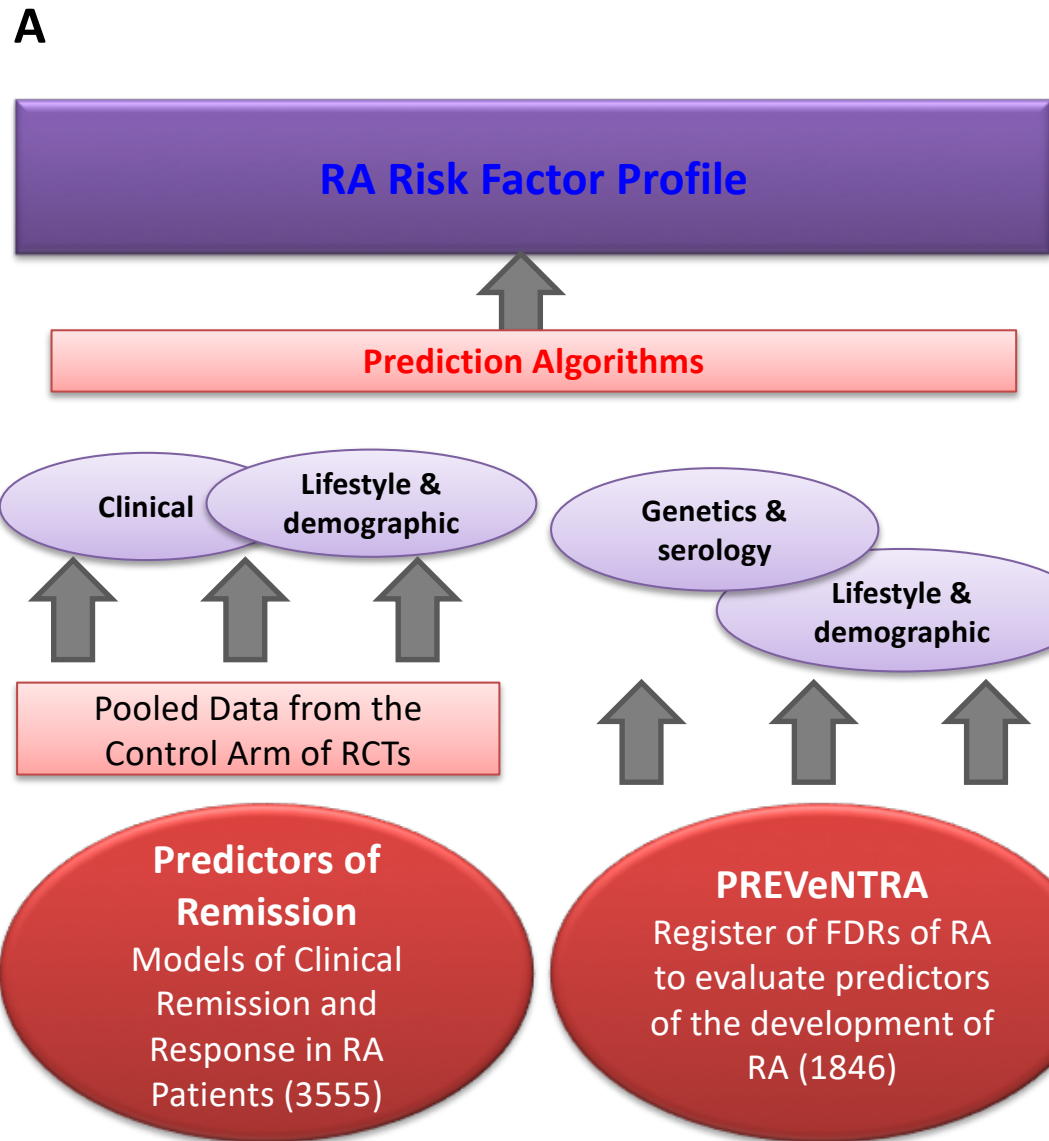 A
RA Risk Factor Profile
Prediction Algorithms
Clinical
Lifestyle &
demographic
Genetics &
serology
Lifestyle &
demographic
Pooled Data from the
Control Arm of RCTs
Predictors of
Remission
Models of Clinical
Remission and
Response in RA
Patients (3555)
PREVeNTRA
Register of FDRs of RA
to evaluate predictors
of the development of
RA (1846)